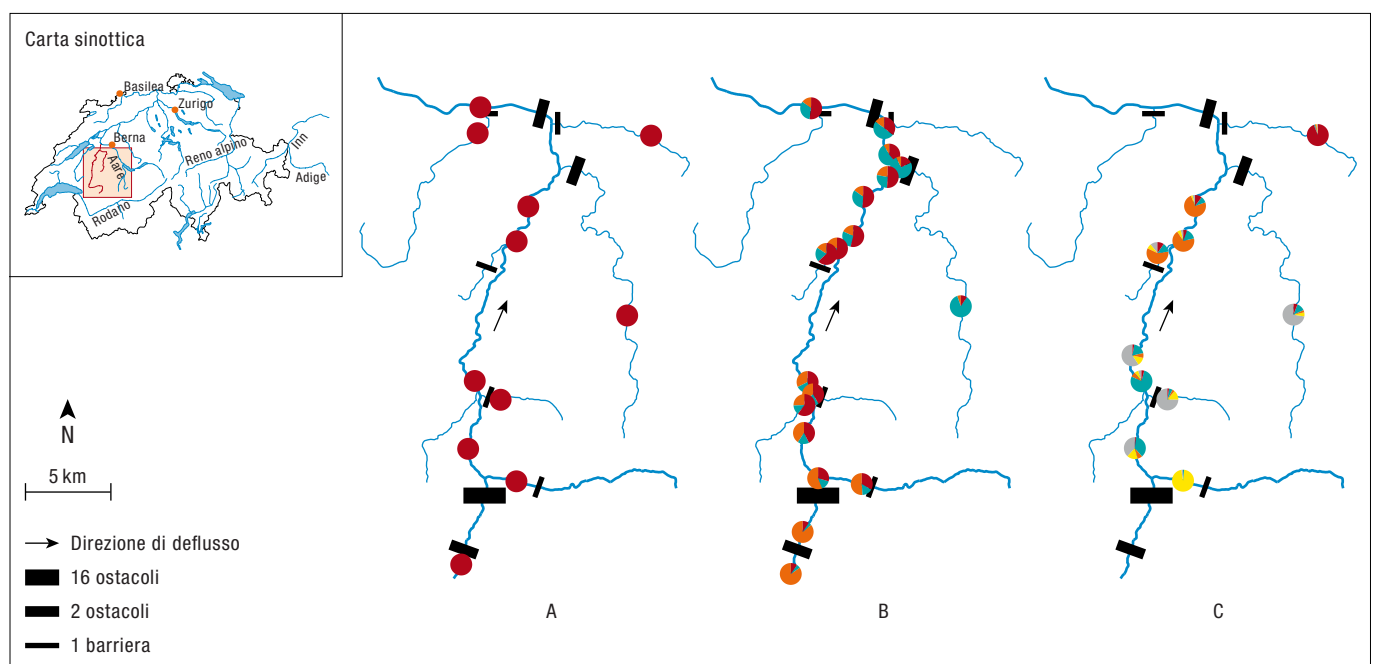 Carta sinottica
Basilea
Zurigo
Berna
Aare
Reno alpino
Inn
Adige
Rodano
N
5 km
Direzione di deflusso
16 ostacoli
2 ostacoli
1 barriera
A
B
C